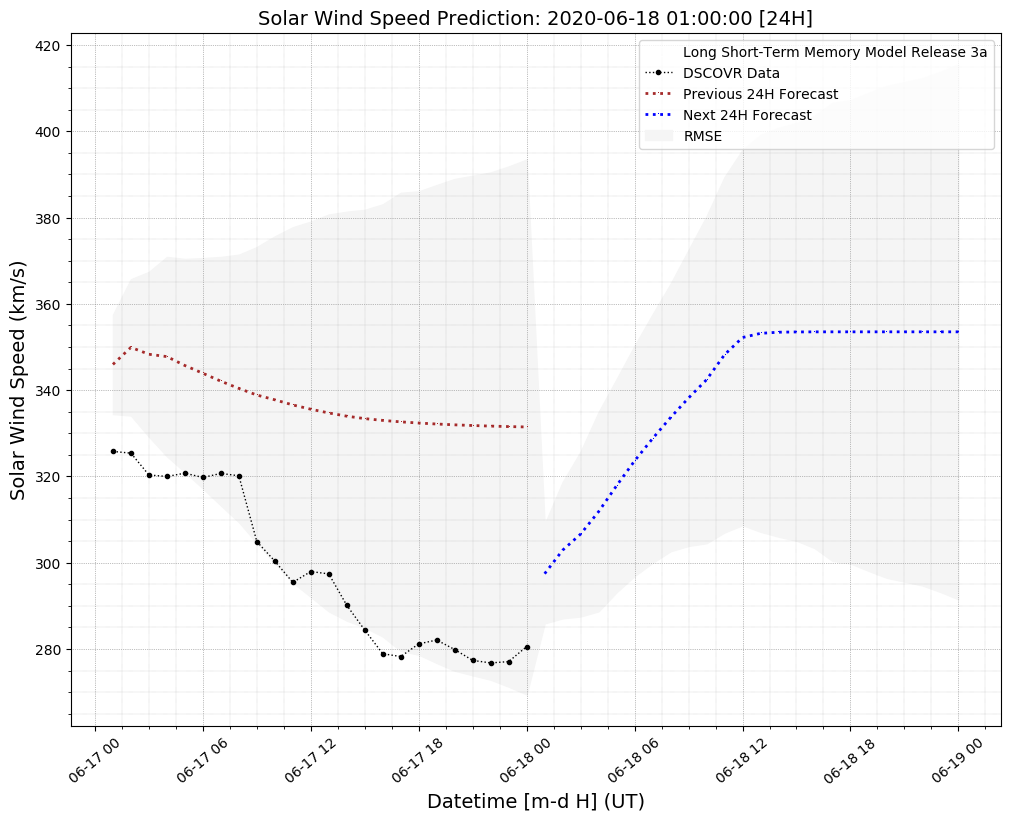 Solar Wind Speed Prediction: 2020-06-18 01:00:00 [24H]
Long Short-Term Memory Model Release 3a
DSCOVR Data
Previous 24H Forecast
Next 24H Forecast
RMSE
Solar Wind Speed (km/s)
420
400
380
360
340
320
300
280
06-17 00
06-17 06
06-17 12
06-17 18
06-18 00
06-18 06
06-18 12
06-18 18
06-19 00
Datetime [m-d H] (UT)